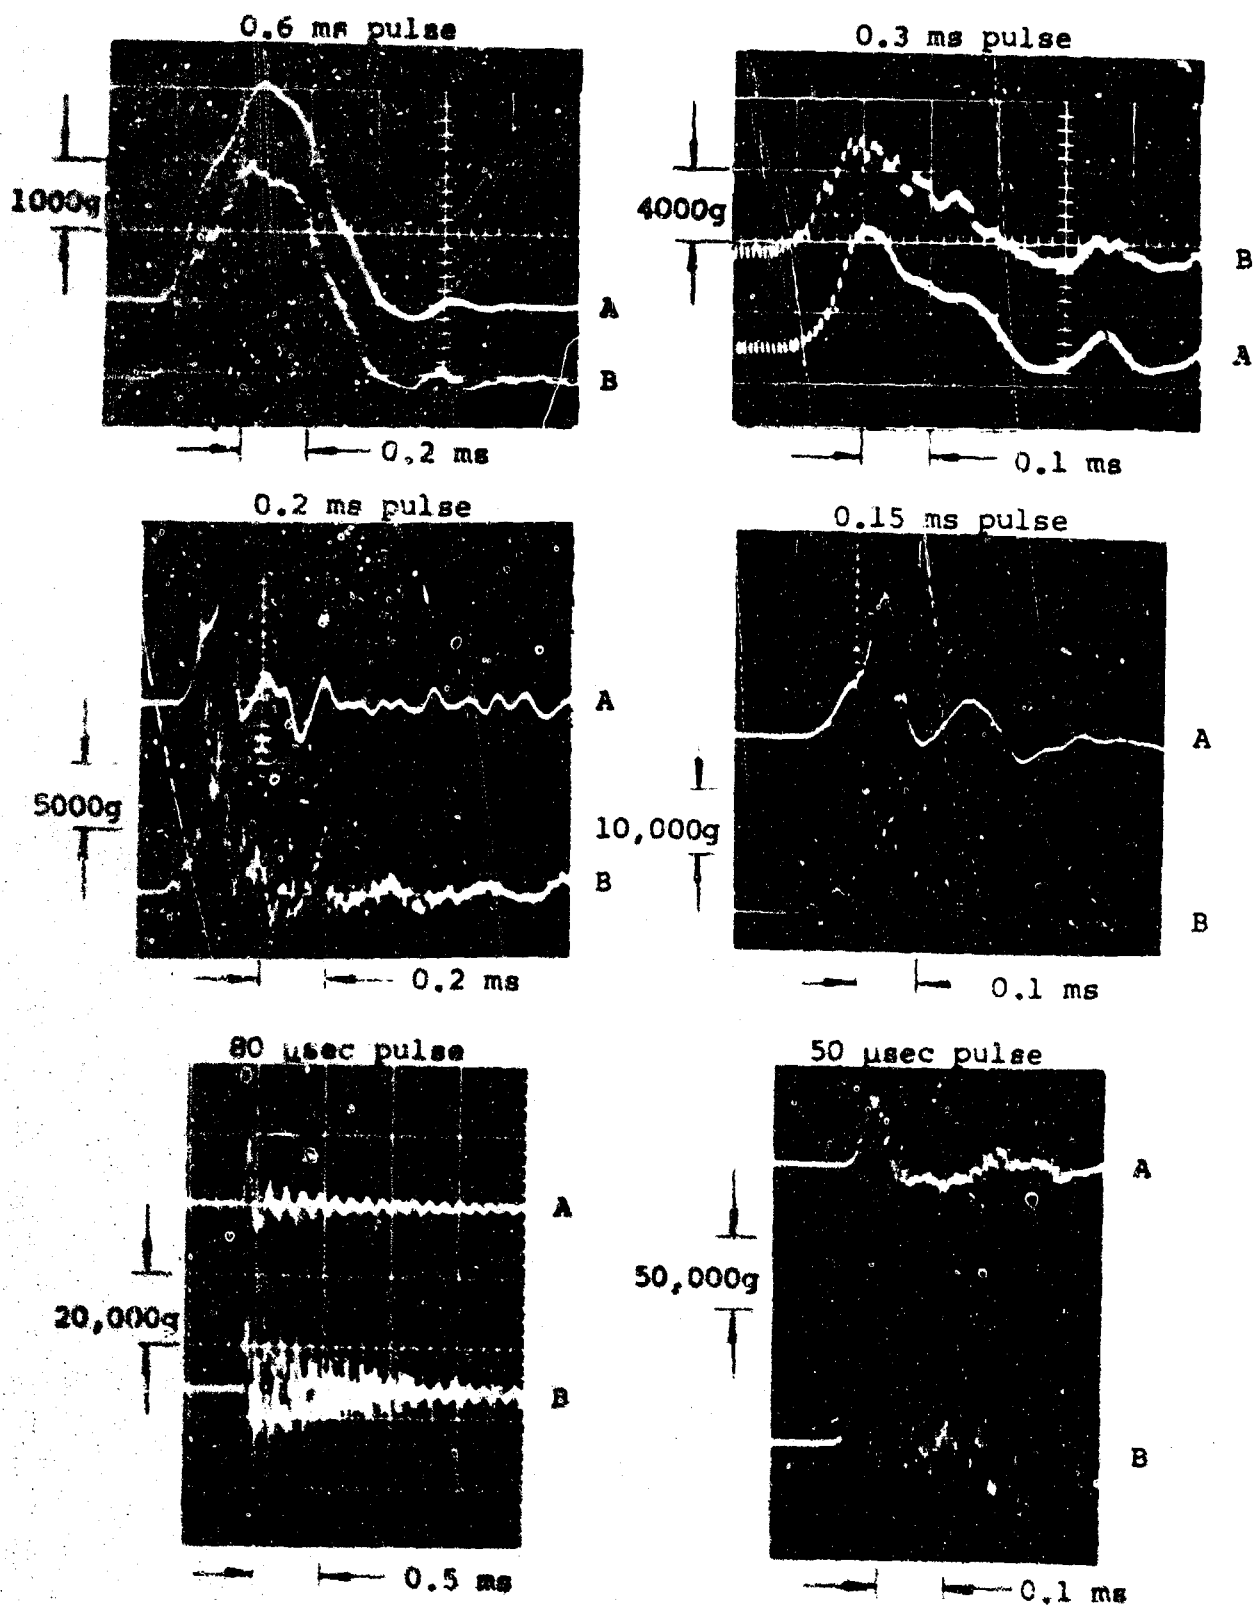 0.6 ms pulse
1000g
A
B
0.2 ms
0.3 ms pulse
4000g
B
A
0.1 ms
0.2 ms pulse
5000g
A
B
0.2 ms
0.15 ms pulse
10,000g
A
B
0.1 ms
80 µsec pulse
20,000g
A
B
0.5 ms
50 µsec pulse
50,000g
A
B
0.1 ms